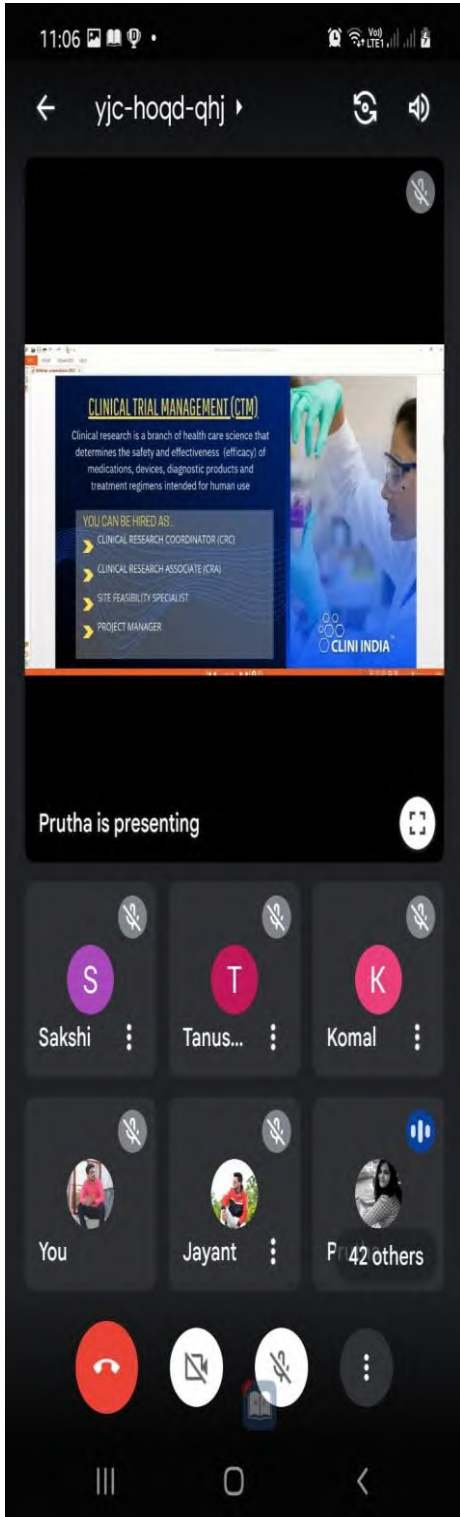 11:06
Vo))
LTE1
yjc-hoqd-qhj
CLINICAL TRIAL MANAGEMENT (CTM)
Clinical research is a branch of health care science that
determines the safety and effectiveness (efficacy) of
medications, devices, diagnostic products and
treatment regimens intended for human use
YOU CAN BE HIRED AS..
CLINICAL RESEARCH COORDINATOR (CRC)
CLINICAL RESEARCH ASSOCIATE (CRA)
SITE FEASIBILITY SPECIALIST
PROJECT MANAGER
CLINI INDIA
Prutha is presenting
S
T
K
Sakshi
Tanus...
Komal
You
Jayant
42 others